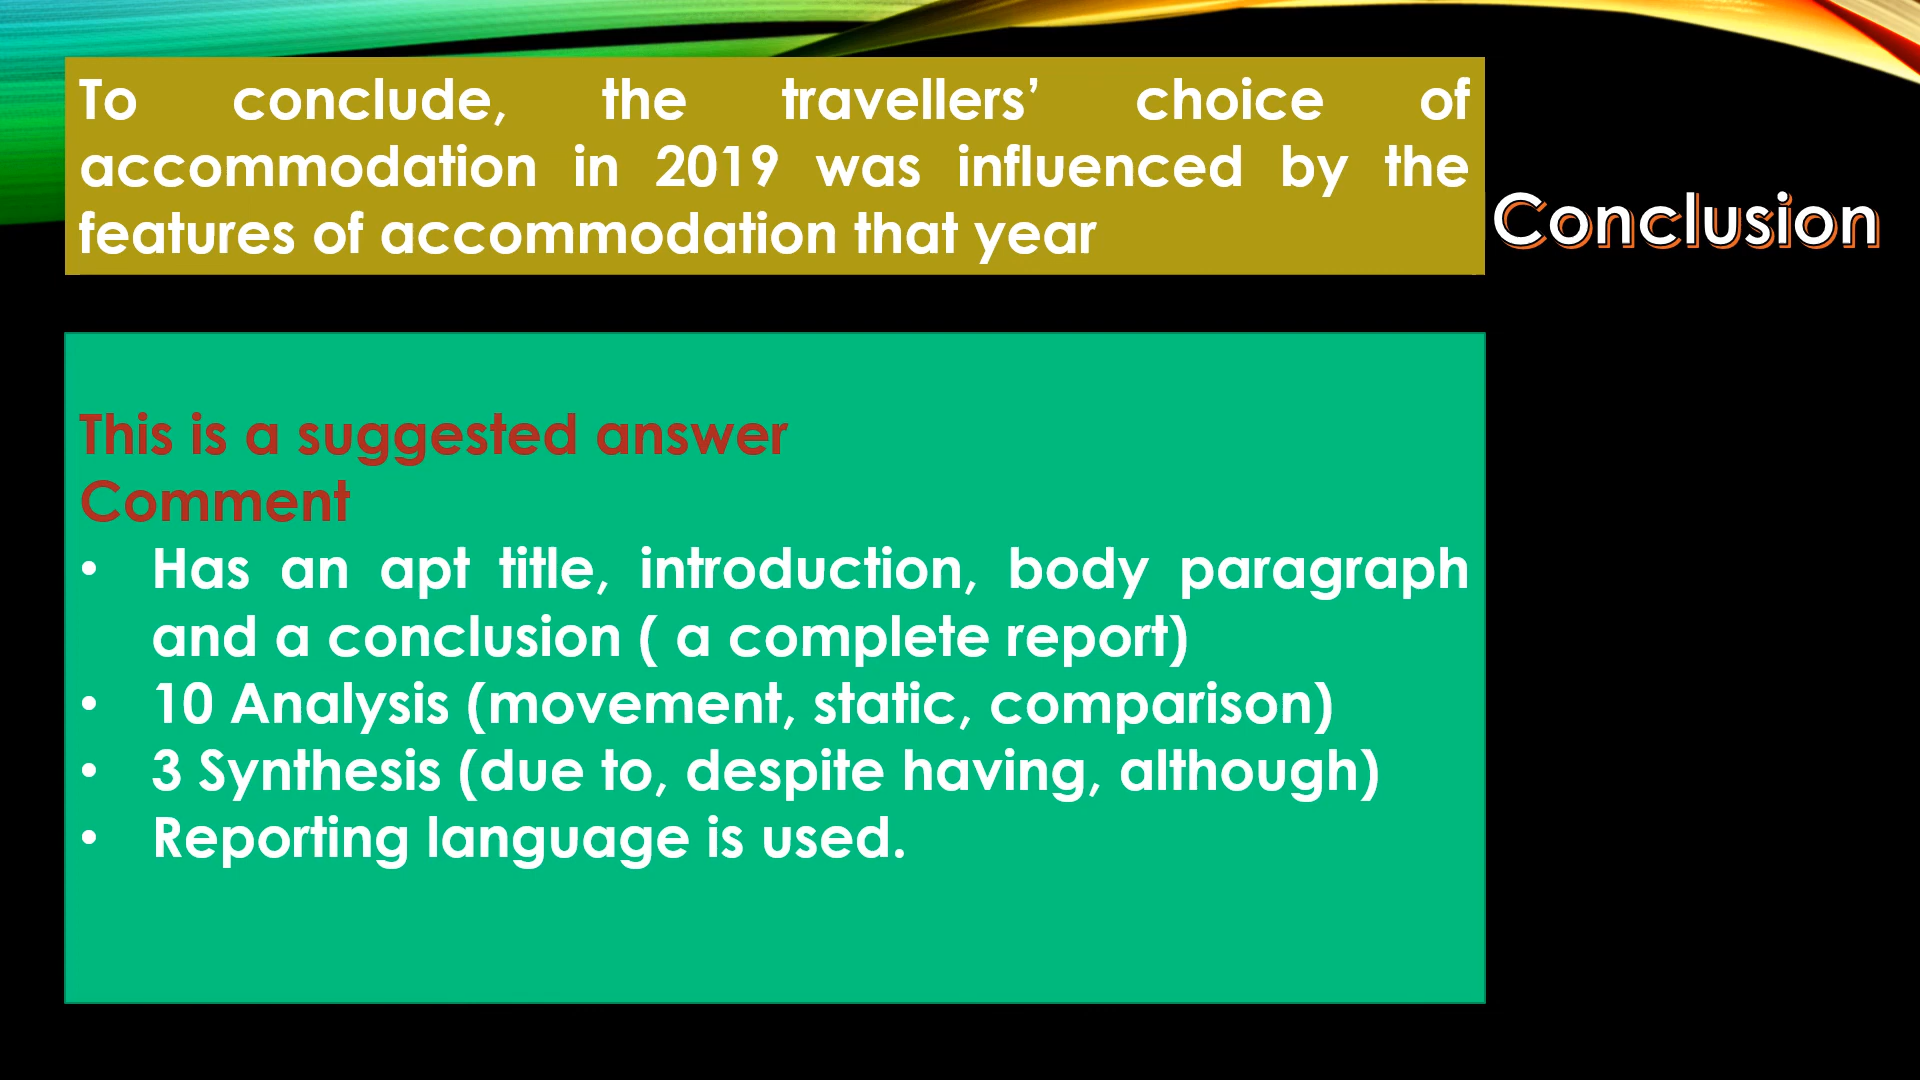 To conclude, the travellers’ choice of
accommodation in 2019 was influenced by the
features of accommodation that year
Conclusion
This is a suggested answer
Comment
• Has an apt title, introduction, body paragraph
and a conclusion ( a complete report)
• 10 Analysis (movement, static, comparison)
• 3 Synthesis (due to, despite having, although)
• Reporting language is used.